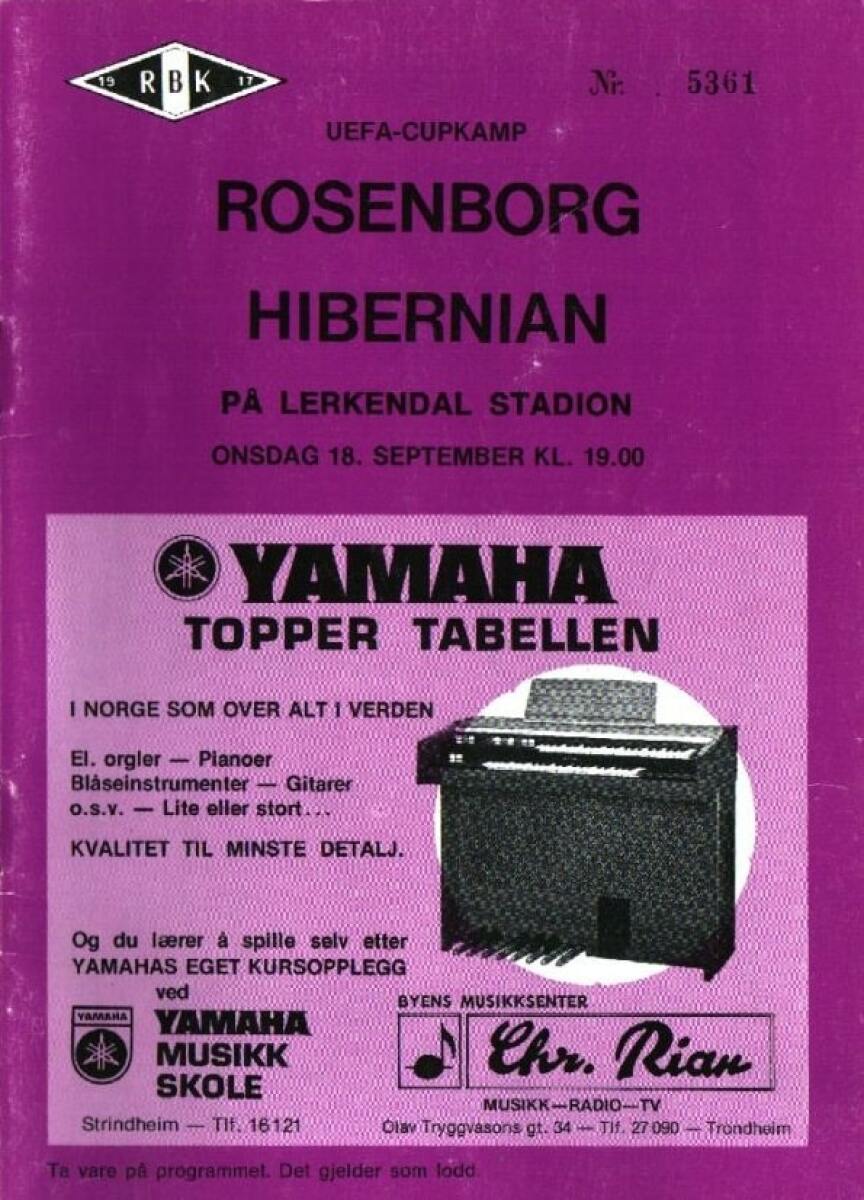 19 RBK 17
Nr. 5361
UEFA-CUPKAMP
ROSENBORG
HIBERNIAN
PÅ LERKENDAL STADION
ONSDAG 18. SEPTEMBER KL. 19.00
YAMAHA
TOPPER TABELLEN
I NORGE SOM OVER ALT I VERDEN
El. orgler — Pianoer
Blåseinstrumenter — Gitarer
o.s.v. — Lite eller stort...
KVALITET TIL MINSTE DETALJ.
Og du lærer å spille selv etter
YAMAHAS EGET KURSOPPLEGG
ved
YAMAHA
YAMAHA
MUSIKK
SKOLE
Strindheim — Tlf. 16121
BYENS MUSIKKSENTER
Chr. Rian
MUSIKK—RADIO—TV
Olav Tryggvasons gt. 34 — Tlf. 27090 — Trondheim
Ta vare på programmet. Det gjelder som lodd.